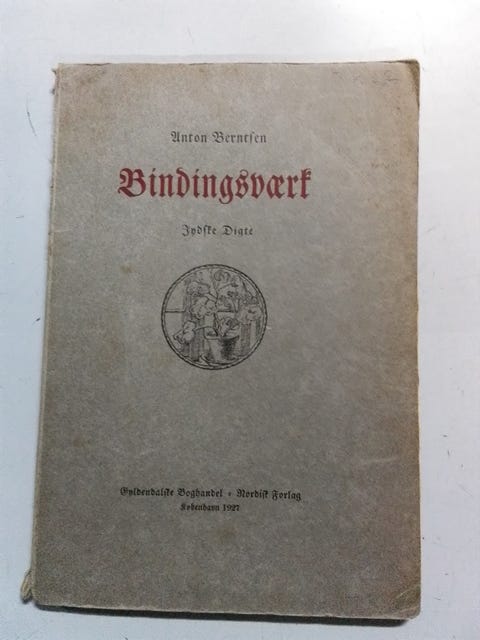 Anton Berntsen
Bindingsværk
Jydske Digte
Gyldendalske Boghandel • Nordisk Forlag
København 1927